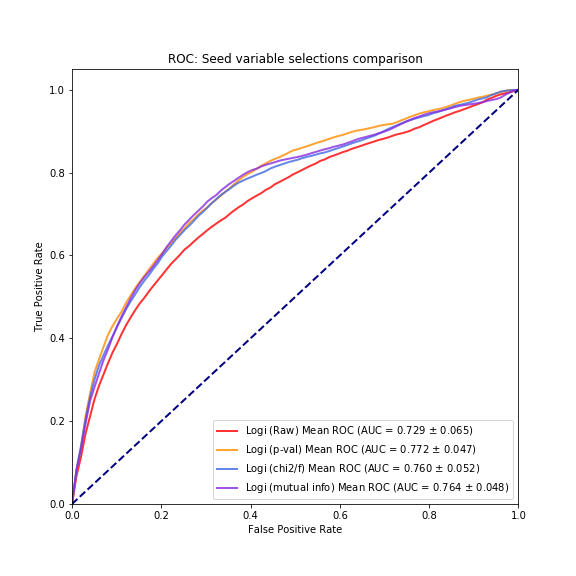 ROC: Seed variable selections comparison
1.0
0.8
0.6
0.4
0.2
0.0
True Positive Rate
Logi (Raw) Mean ROC (AUC = 0.729 ± 0.065)
Logi (p-val) Mean ROC (AUC = 0.772 ± 0.047)
Logi (chi2/f) Mean ROC (AUC = 0.760 ± 0.052)
Logi (mutual info) Mean ROC (AUC = 0.764 ± 0.048)
0.0 0.2 0.4 0.6 0.8 1.0
False Positive Rate